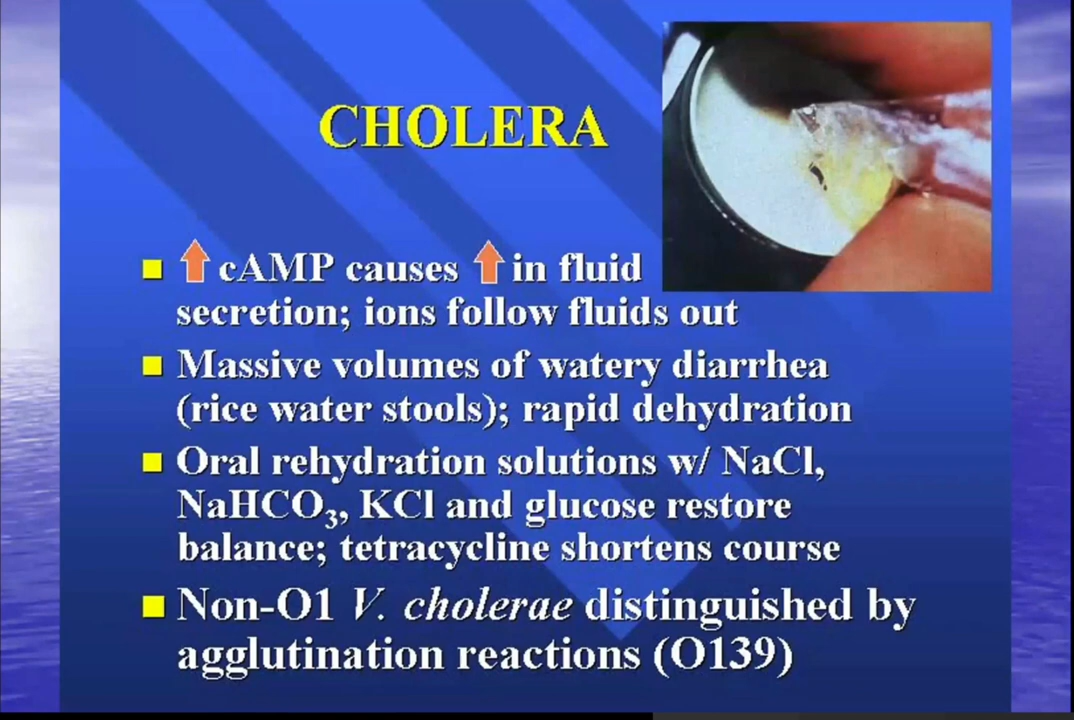 CHOLERA
cAMP causes in fluid
secretion; ions follow fluids out
Massive volumes of watery diarrhea
(rice water stools); rapid dehydration
Oral rehydration solutions w/ NaCl,
NaHCO₃, KCl and glucose restore
balance; tetracycline shortens course
Non-O1 V. cholerae distinguished by
agglutination reactions (O139)